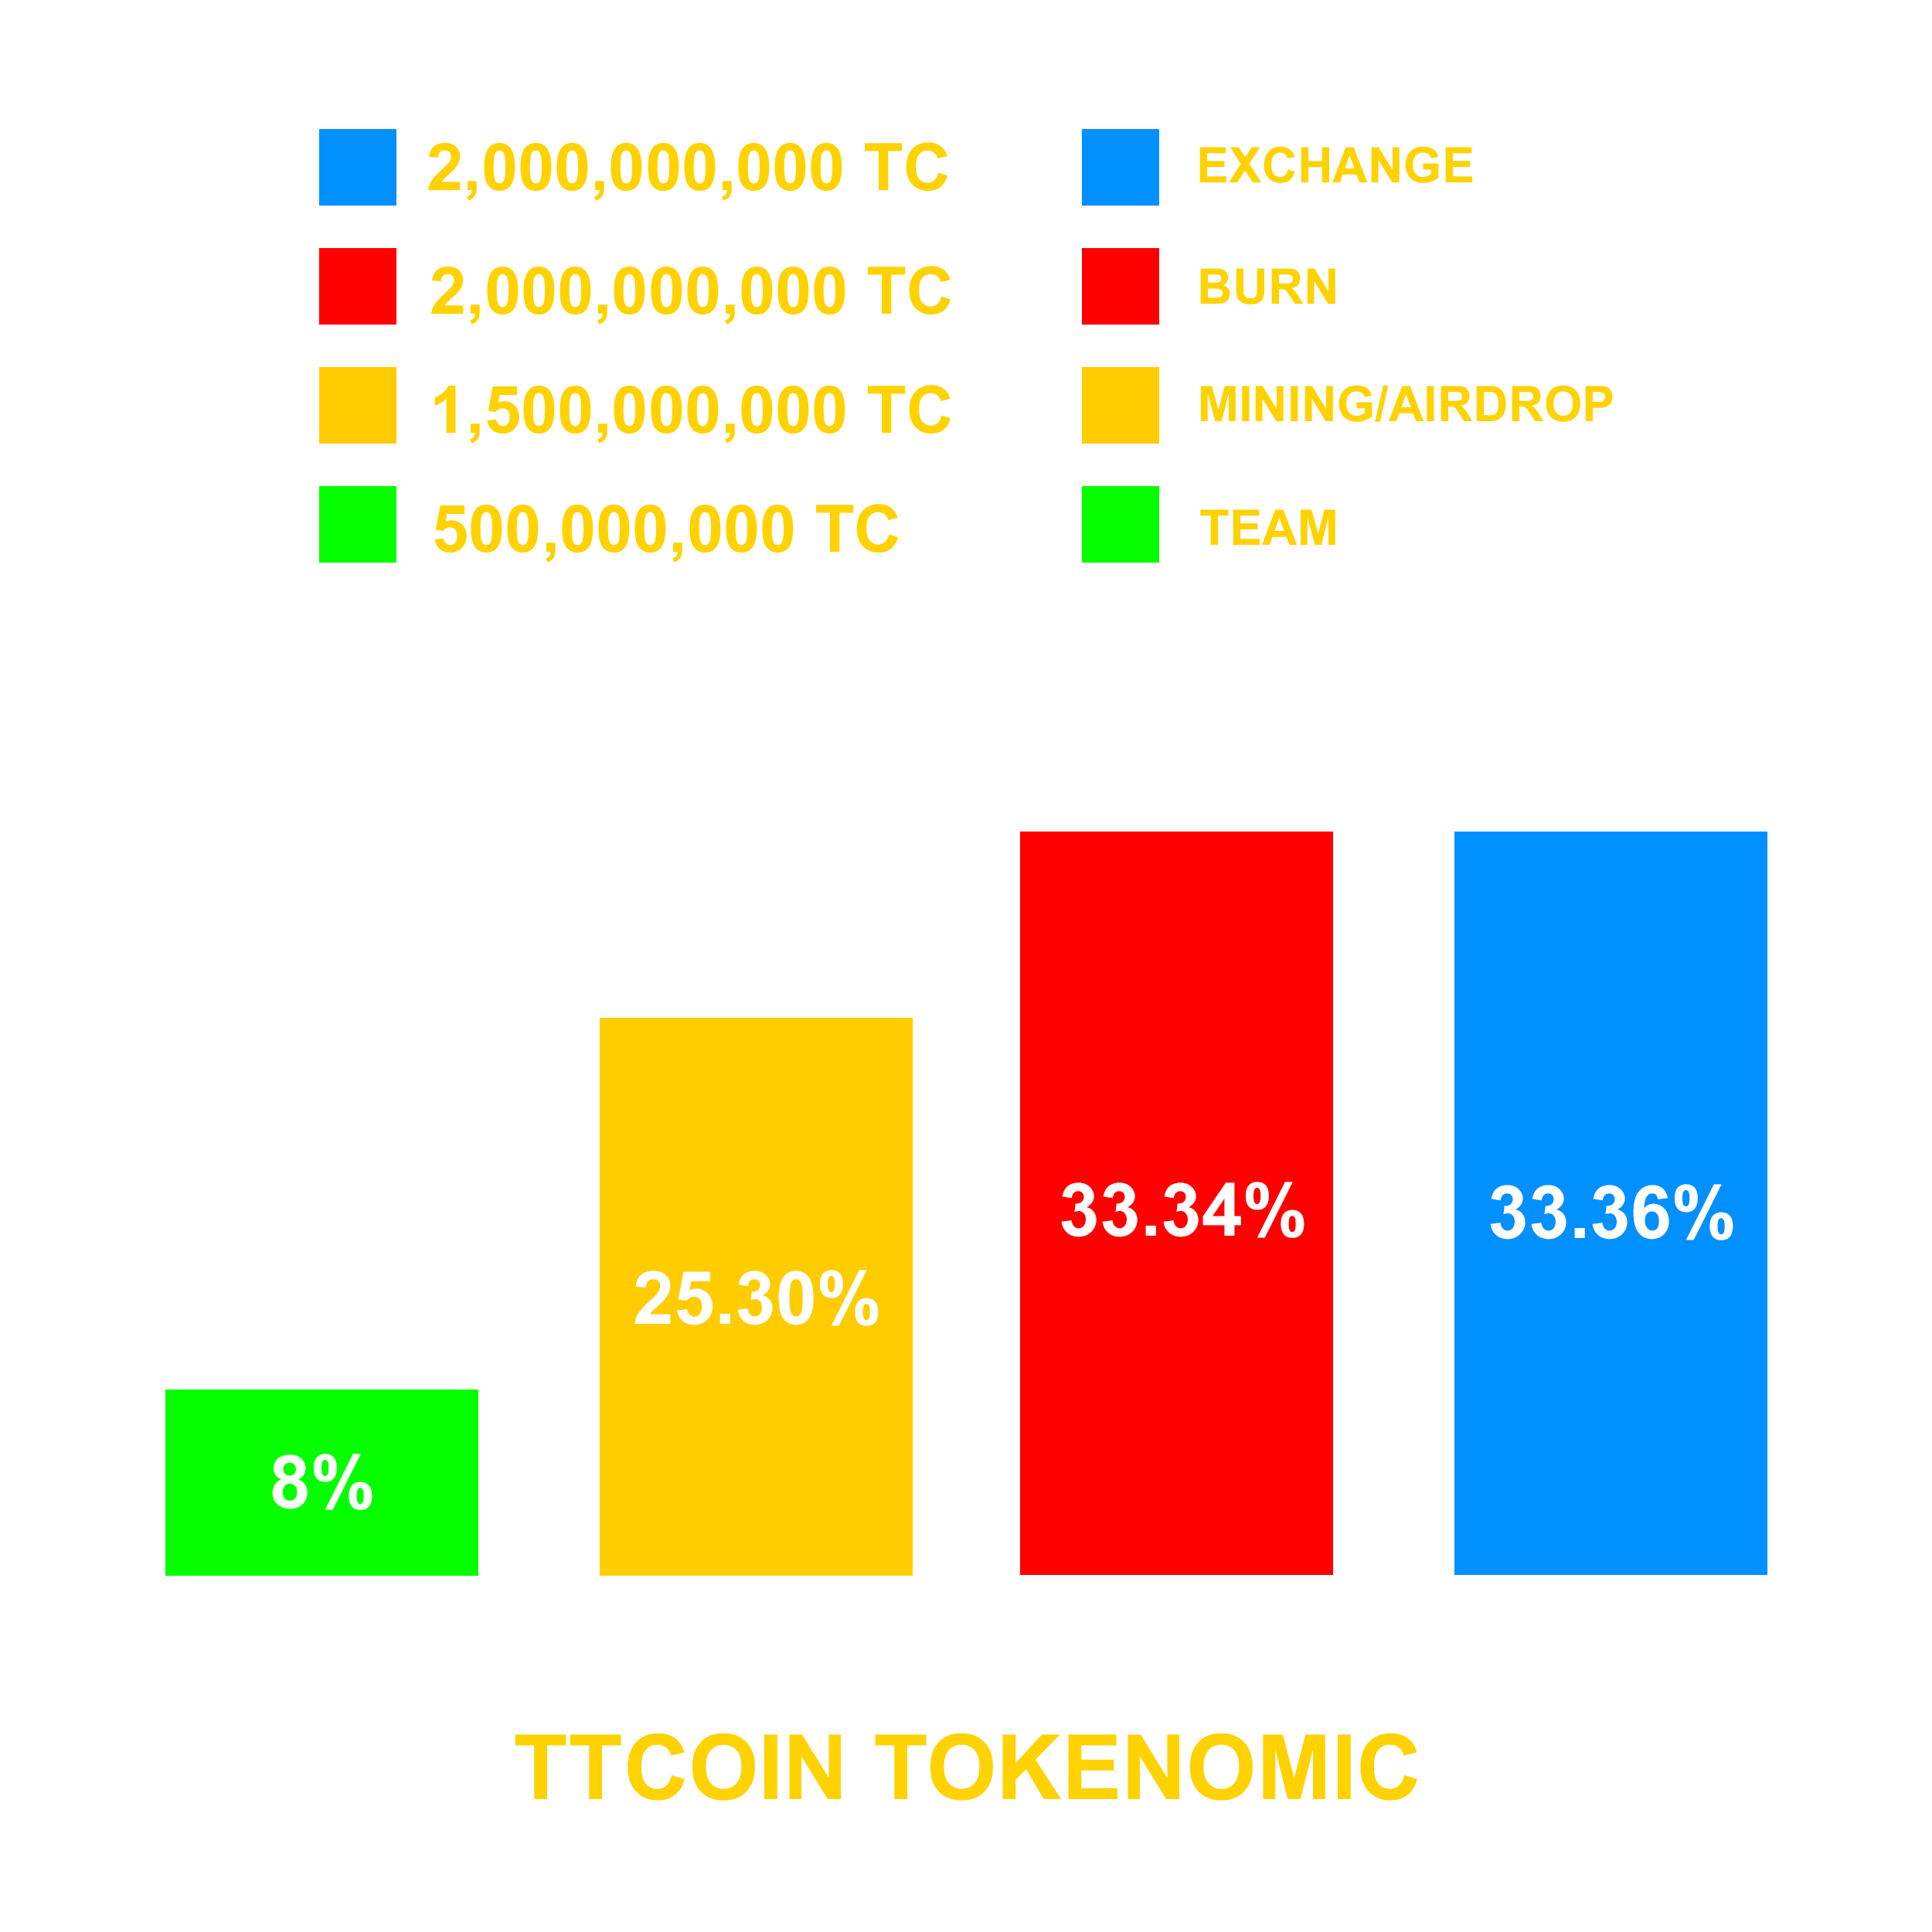 2,000,000,000 TC EXCHANGE
2,000,000,000 TC BURN
1,500,000,000 TC MINING/AIRDROP
500,000,000 TC TEAM
33.34% 33.36%
25.30%
8%
TTCOIN TOKENOMIC